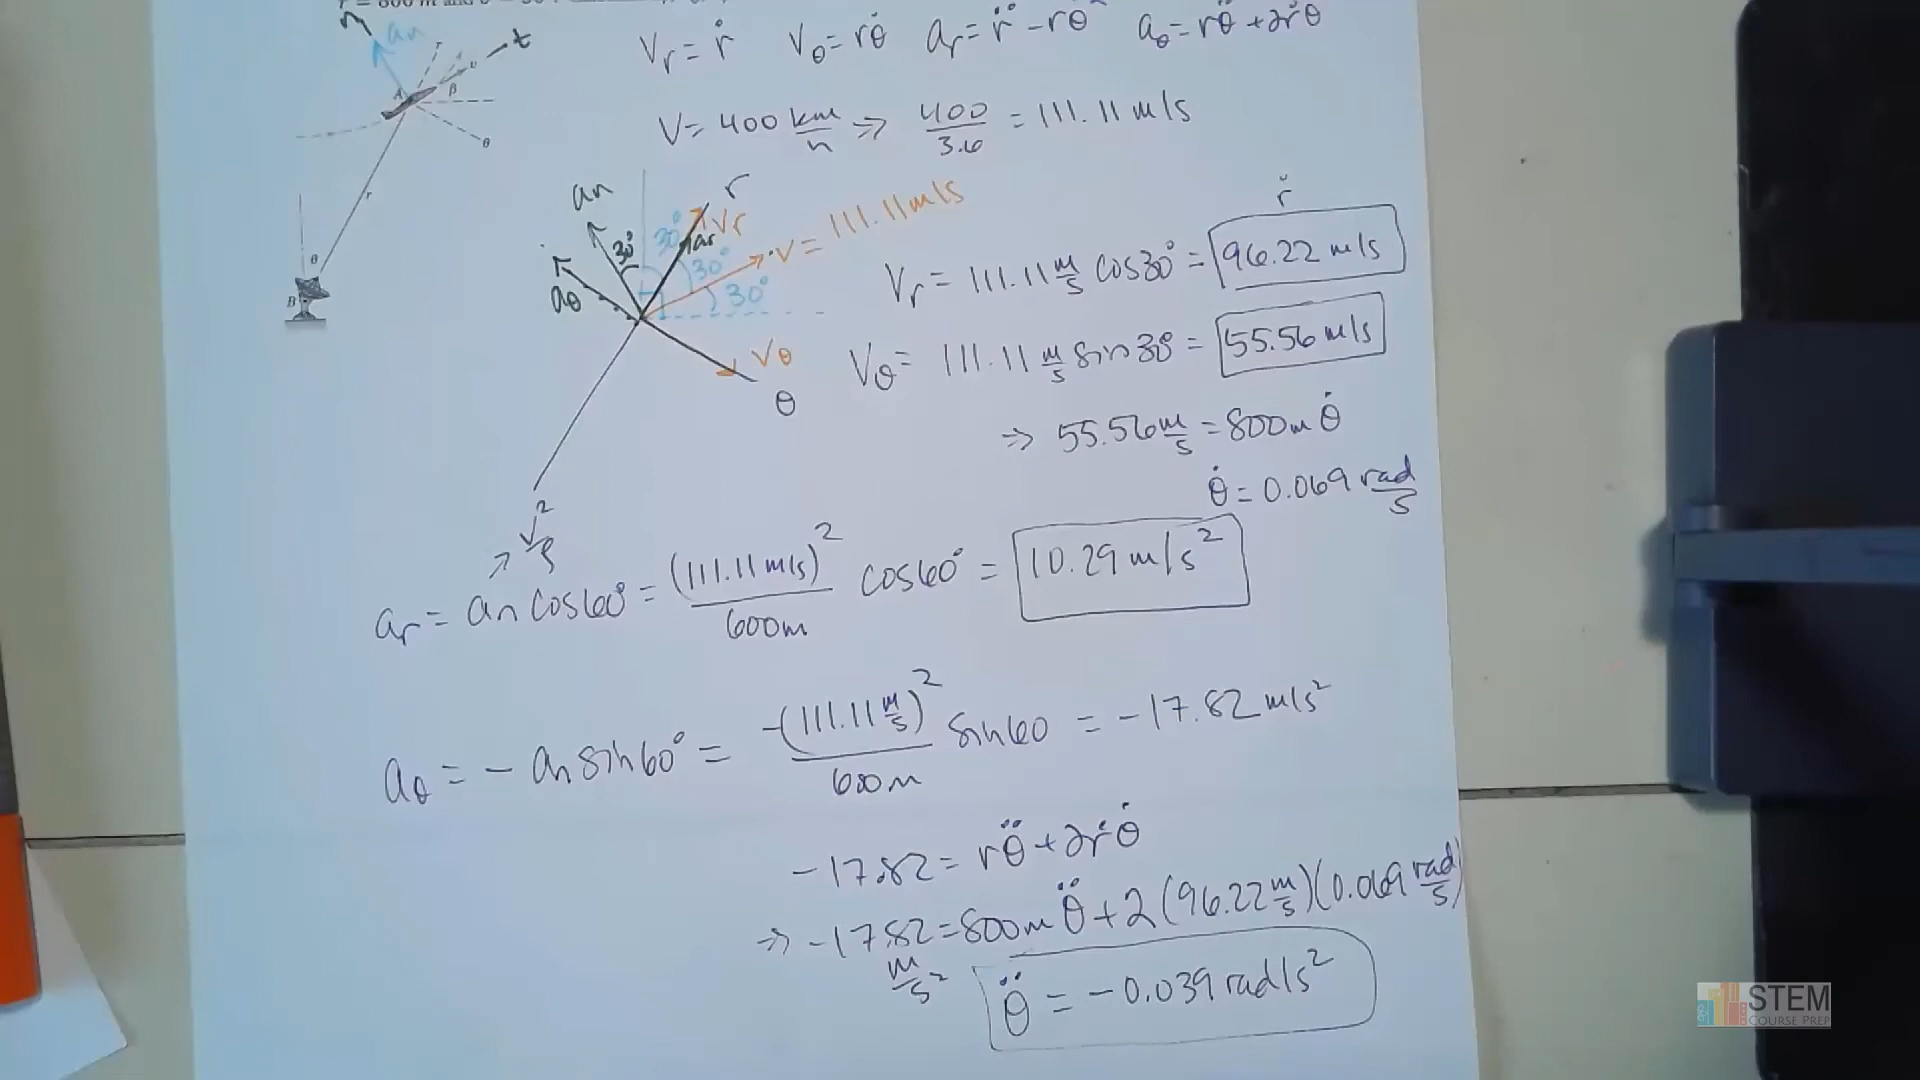 n
an
t
A
β
θ
r
θ
B
Vr = ṙ Vθ = rθ̇ ar = r̈ - rθ̇² aθ = rθ̈ + 2ṙθ̇
V = 400 km/h ⇒ 400/3.6 = 111.11 m/s
an
r
30°
30°
Vr
ar
30°
V = 111.11 m/s
30°
aθ
Vθ
θ
ṙ
Vr = 111.11 m/s cos30° = 96.22 m/s
Vθ = 111.11 m/s sin30° = 55.56 m/s
⇒ 55.56 m/s = 800m θ̇
θ̇ = 0.069 rad/s
↗ V²/ρ
ar = an cos60° = (111.11 m/s)²/600m cos60° = 10.29 m/s²
aθ = - an sin60° = -(111.11 m/s)²/600m sin60 = -17.82 m/s²
-17.82 = rθ̈ + 2ṙθ̇
⇒ -17.82 m/s² = 800m θ̈ + 2(96.22 m/s)(0.069 rad/s)
θ̈ = -0.039 rad/s²
STEM
COURSE PREP